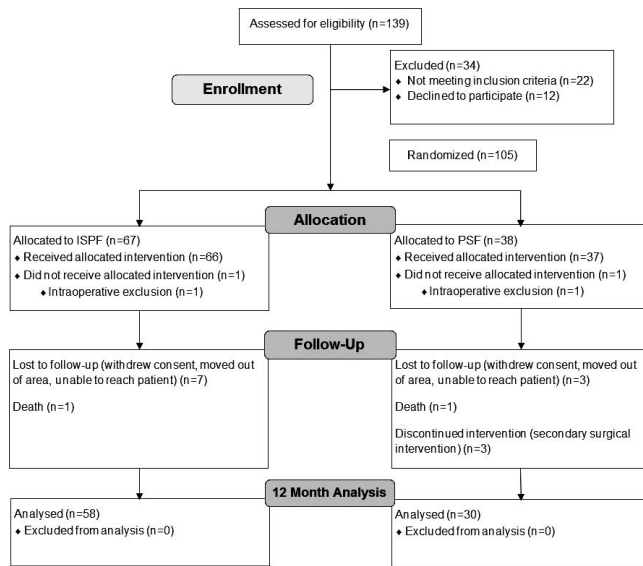 Assessed for eligibility (n=139)
Excluded (n=34)
♦ Not meeting inclusion criteria (n=22)
♦ Declined to participate (n=12)
Enrollment
Randomized (n=105)
Allocation
Allocated to ISPF (n=67)
♦ Received allocated intervention (n=66)
♦ Did not receive allocated intervention (n=1)
♦ Intraoperative exclusion (n=1)
Allocated to PSF (n=38)
♦ Received allocated intervention (n=37)
♦ Did not receive allocated intervention (n=1)
♦ Intraoperative exclusion (n=1)
Follow-Up
Lost to follow-up (withdrew consent, moved out
of area, unable to reach patient) (n=7)
Death (n=1)
Lost to follow-up (withdrew consent, moved out
of area, unable to reach patient) (n=3)
Death (n=1)
Discontinued intervention (secondary surgical
intervention) (n=3)
12 Month Analysis
Analysed (n=58)
♦ Excluded from analysis (n=0)
Analysed (n=30)
♦ Excluded from analysis (n=0)